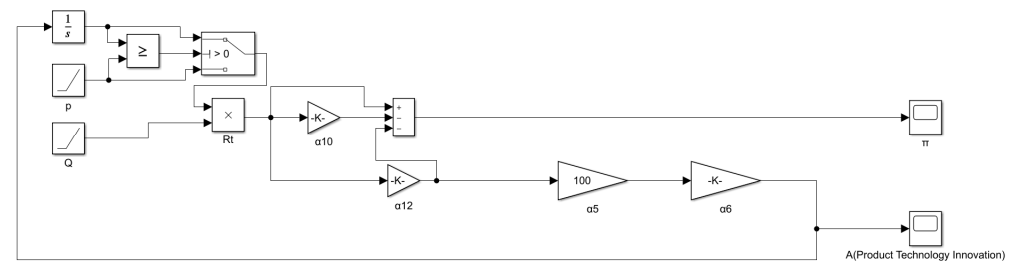 1
s
≥
> 0
p
×
Rt
Q
-K-
α10
+
−
−
π
-K-
α12
100
α5
-K-
α6
A(Product Technology Innovation)